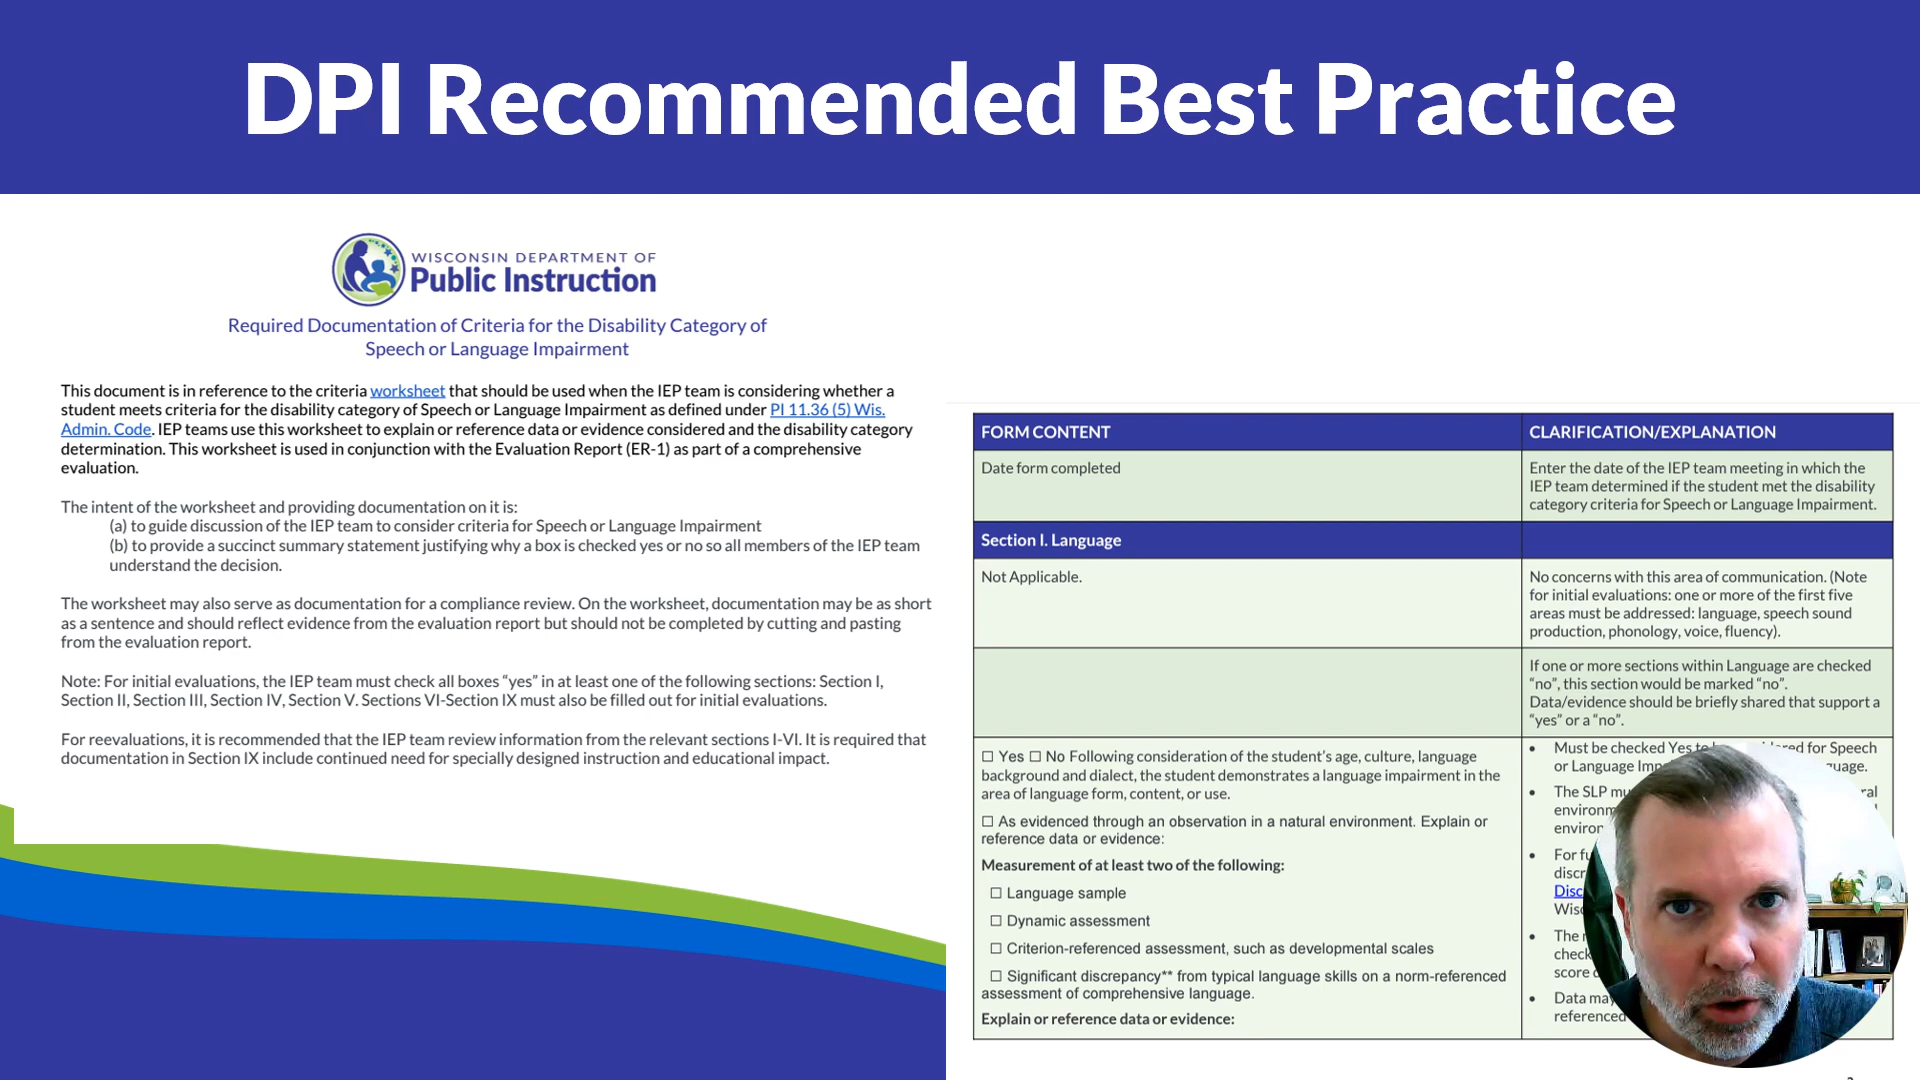 DPI Recommended Best Practice
WISCONSIN DEPARTMENT OF
Public Instruction
Required Documentation of Criteria for the Disability Category of
Speech or Language Impairment
This document is in reference to the criteria worksheet that should be used when the IEP team is considering whether a
student meets criteria for the disability category of Speech or Language Impairment as defined under PI 11.36 (5) Wis.
Admin. Code. IEP teams use this worksheet to explain or reference data or evidence considered and the disability category
determination. This worksheet is used in conjunction with the Evaluation Report (ER-1) as part of a comprehensive
evaluation.
The intent of the worksheet and providing documentation on it is:
(a) to guide discussion of the IEP team to consider criteria for Speech or Language Impairment
(b) to provide a succinct summary statement justifying why a box is checked yes or no so all members of the IEP team
understand the decision.
The worksheet may also serve as documentation for a compliance review. On the worksheet, documentation may be as short
as a sentence and should reflect evidence from the evaluation report but should not be completed by cutting and pasting
from the evaluation report.
Note: For initial evaluations, the IEP team must check all boxes “yes” in at least one of the following sections: Section I,
Section II, Section III, Section IV, Section V. Sections VI-Section IX must also be filled out for initial evaluations.
For reevaluations, it is recommended that the IEP team review information from the relevant sections I-VI. It is required that
documentation in Section IX include continued need for specially designed instruction and educational impact.
FORM CONTENT
CLARIFICATION/EXPLANATION
Date form completed
Enter the date of the IEP team meeting in which the
IEP team determined if the student met the disability
category criteria for Speech or Language Impairment.
Section I. Language
Not Applicable.
No concerns with this area of communication. (Note
for initial evaluations: one or more of the first five
areas must be addressed: language, speech sound
production, phonology, voice, fluency).
If one or more sections within Language are checked
“no”, this section would be marked “no”.
Data/evidence should be briefly shared that support a
“yes” or a “no”.
☐ Yes ☐ No Following consideration of the student’s age, culture, language
background and dialect, the student demonstrates a language impairment in the
area of language form, content, or use.
☐ As evidenced through an observation in a natural environment. Explain or
reference data or evidence:
Measurement of at least two of the following:
☐ Language sample
☐ Dynamic assessment
☐ Criterion-referenced assessment, such as developmental scales
☐ Significant discrepancy** from typical language skills on a norm-referenced
assessment of comprehensive language.
Explain or reference data or evidence:
• Must be checked Yes to for Speech
or Language
• The SLP
• For
• The
check
score
• Data may
referenced